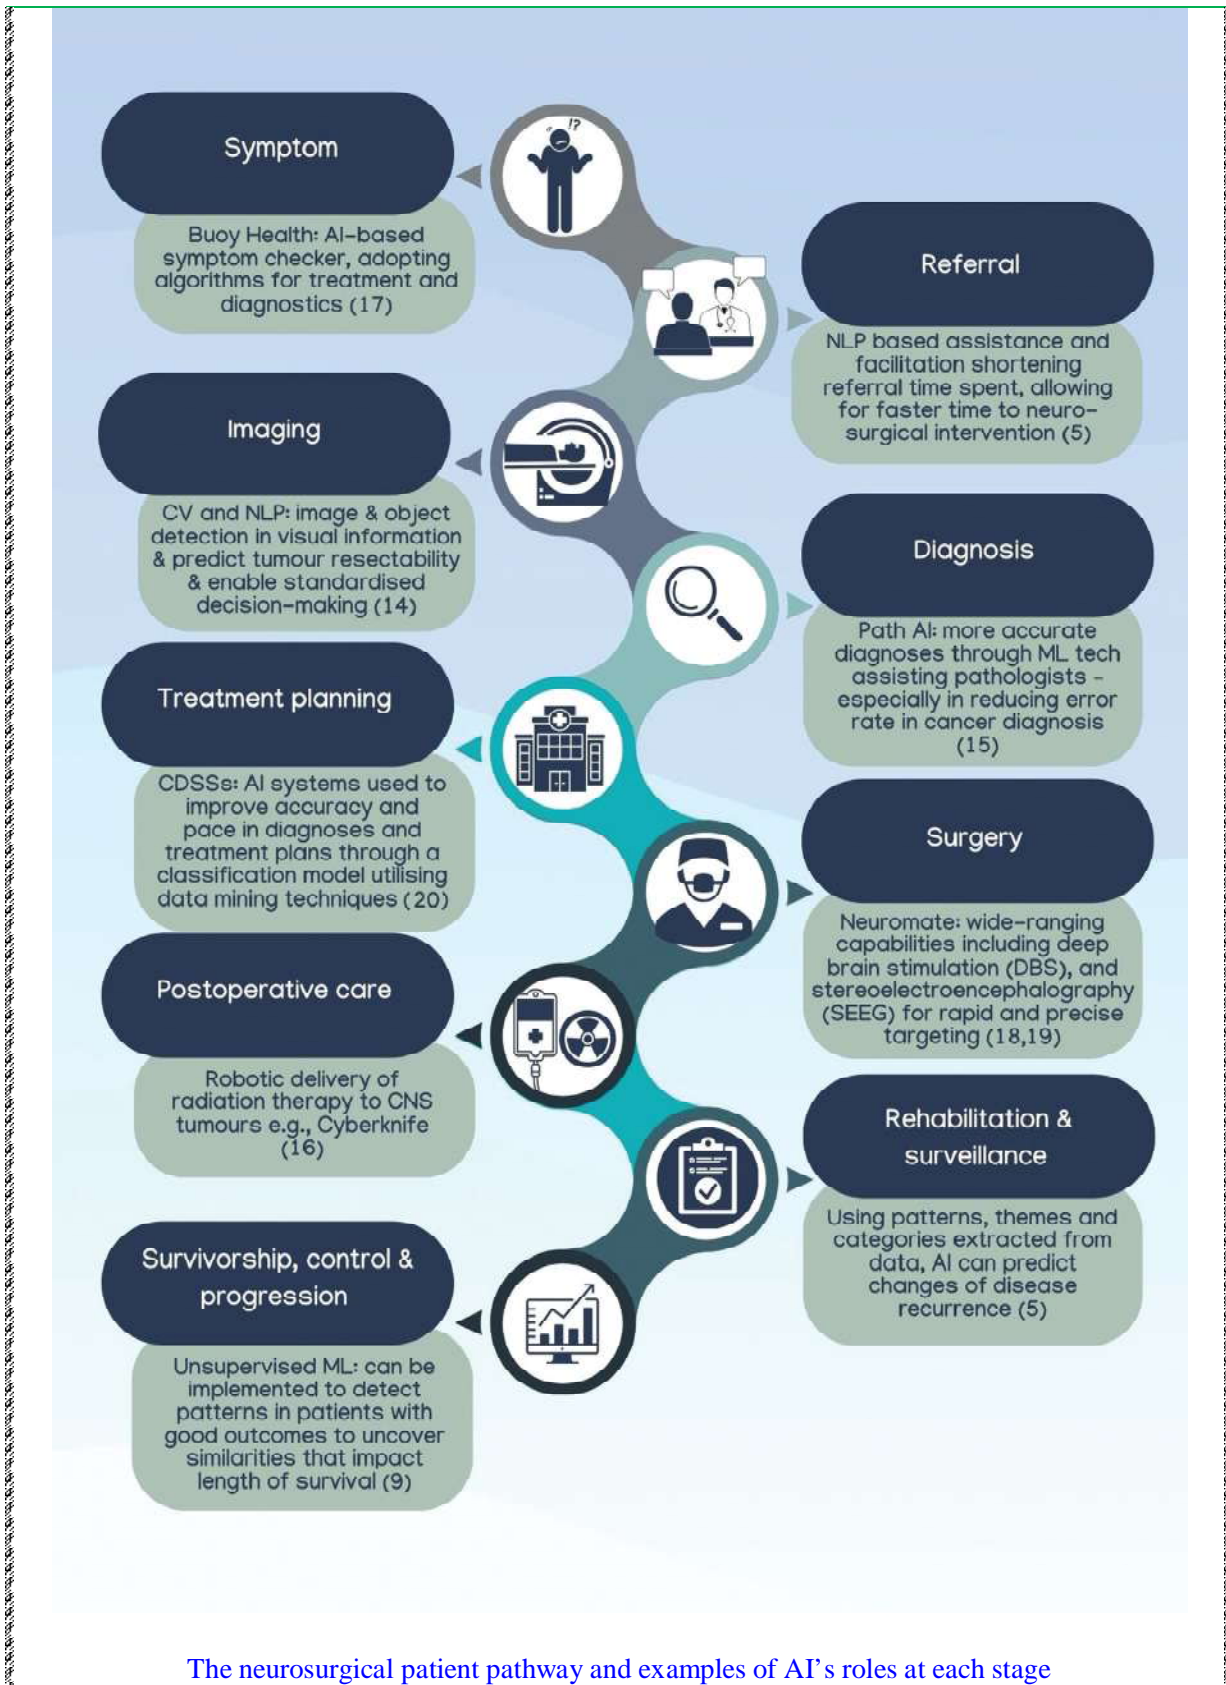 !?
Symptom
Buoy Health: AI-based
symptom checker, adopting
algorithms for treatment and
diagnostics (17)
Referral
NLP based assistance and
facilitation shortening
referral time spent, allowing
for faster time to neuro-
surgical intervention (5)
Imaging
CV and NLP: image & object
detection in visual information
& predict tumour resectability
& enable standardised
decision-making (14)
Diagnosis
Path AI: more accurate
diagnoses through ML tech
assisting pathologists -
especially in reducing error
rate in cancer diagnosis
(15)
Treatment planning
CDSSs: AI systems used to
improve accuracy and
pace in diagnoses and
treatment plans through a
classification model utilising
data mining techniques (20)
Surgery
Neuromate: wide-ranging
capabilities including deep
brain stimulation (DBS), and
stereoelectroencephalography
(SEEG) for rapid and precise
targeting (18,19)
Postoperative care
Robotic delivery of
radiation therapy to CNS
tumours e.g., Cyberknife
(16)
Rehabilitation &
surveillance
Using patterns, themes and
categories extracted from
data, AI can predict
changes of disease
recurrence (5)
Survivorship, control &
progression
Unsupervised ML: can be
implemented to detect
patterns in patients with
good outcomes to uncover
similarities that impact
length of survival (9)
The neurosurgical patient pathway and examples of AI’s roles at each stage